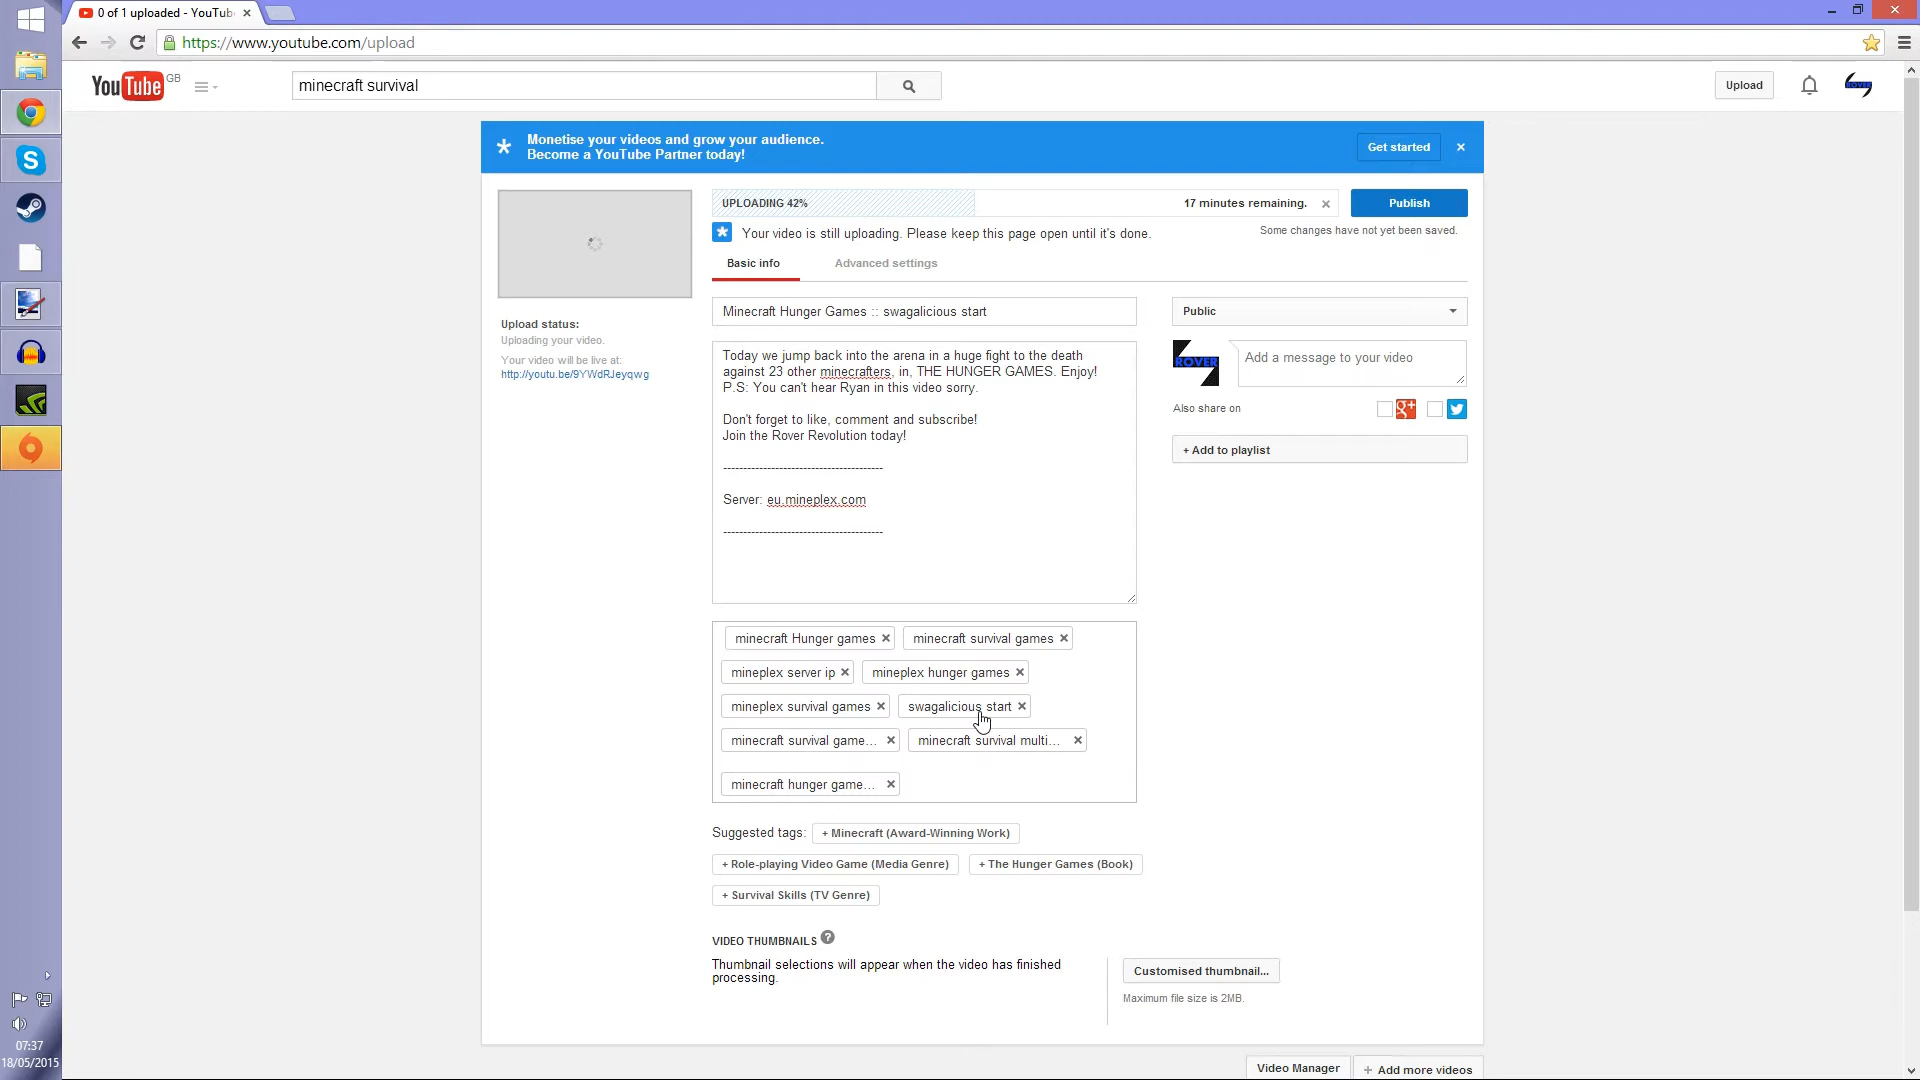 0 of 1 uploaded - YouTub
https://www.youtube.com/upload
YouTube GB
minecraft survival
Upload
Monetise your videos and grow your audience.
Become a YouTube Partner today!
Get started
UPLOADING 42%
17 minutes remaining.
Publish
Your video is still uploading. Please keep this page open until it's done.
Some changes have not yet been saved.
Basic info
Advanced settings
Upload status:
Uploading your video.
Your video will be live at:
http://youtu.be/9YWdRJeyqwg
Minecraft Hunger Games :: swagalicious start
Public
Today we jump back into the arena in a huge fight to the death
against 23 other minecrafters, in, THE HUNGER GAMES. Enjoy!
P.S: You can't hear Ryan in this video sorry.
Don't forget to like, comment and subscribe!
Join the Rover Revolution today!
----------------------------------------
Server: eu.mineplex.com
----------------------------------------
ROVER
Add a message to your video
Also share on
+ Add to playlist
minecraft Hunger games
minecraft survival games
mineplex server ip
mineplex hunger games
mineplex survival games
swagalicious start
minecraft survival game...
minecraft survival multi...
minecraft hunger game...
Suggested tags:
+ Minecraft (Award-Winning Work)
+ Role-playing Video Game (Media Genre)
+ The Hunger Games (Book)
+ Survival Skills (TV Genre)
VIDEO THUMBNAILS ?
Thumbnail selections will appear when the video has finished
processing.
Customised thumbnail...
Maximum file size is 2MB.
Video Manager
+ Add more videos
07:37
18/05/2015